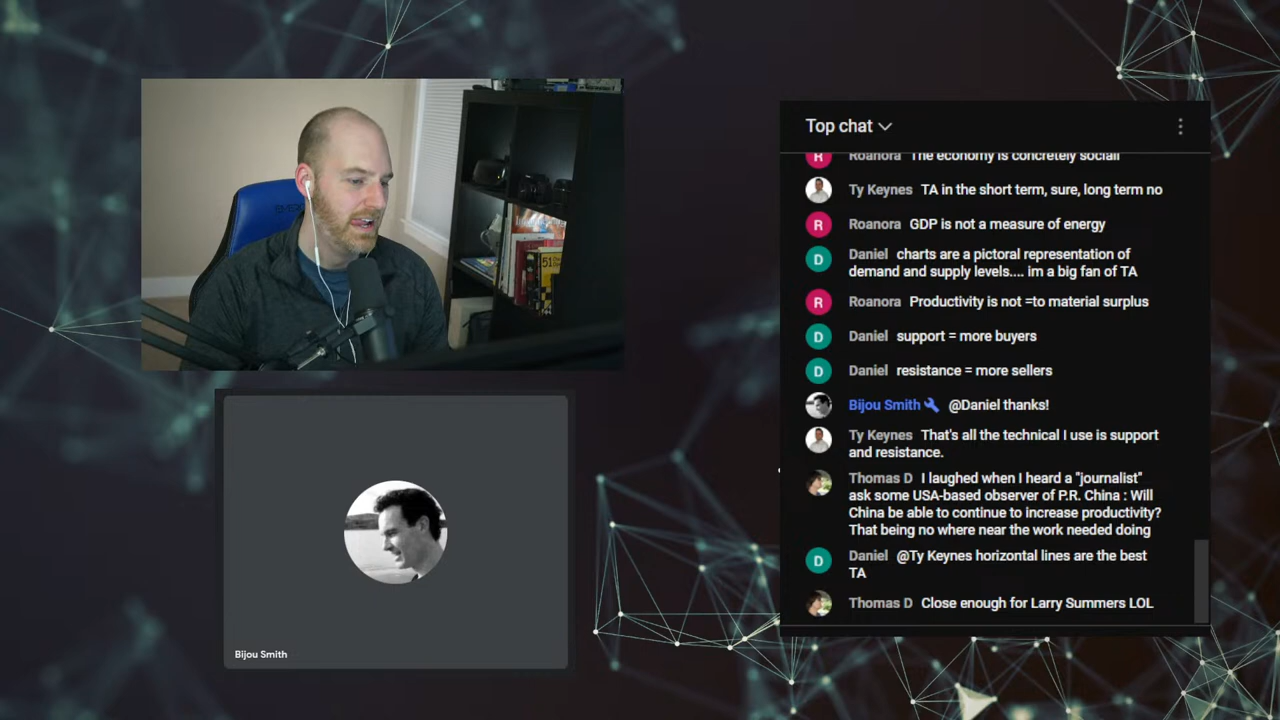 Top chat
Roanora The economy is concretely sociall
Ty Keynes TA in the short term, sure, long term no
R Roanora GDP is not a measure of energy
D Daniel charts are a pictoral representation of
demand and supply levels.... im a big fan of TA
R Roanora Productivity is not =to material surplus
D Daniel support = more buyers
D Daniel resistance = more sellers
Bijou Smith @Daniel thanks!
Ty Keynes That's all the technical I use is support
and resistance.
Thomas D I laughed when I heard a "journalist"
ask some USA-based observer of P.R. China : Will
China be able to continue to increase productivity?
That being no where near the work needed doing
D Daniel @Ty Keynes horizontal lines are the best
TA
Thomas D Close enough for Larry Summers LOL
51
Bijou Smith